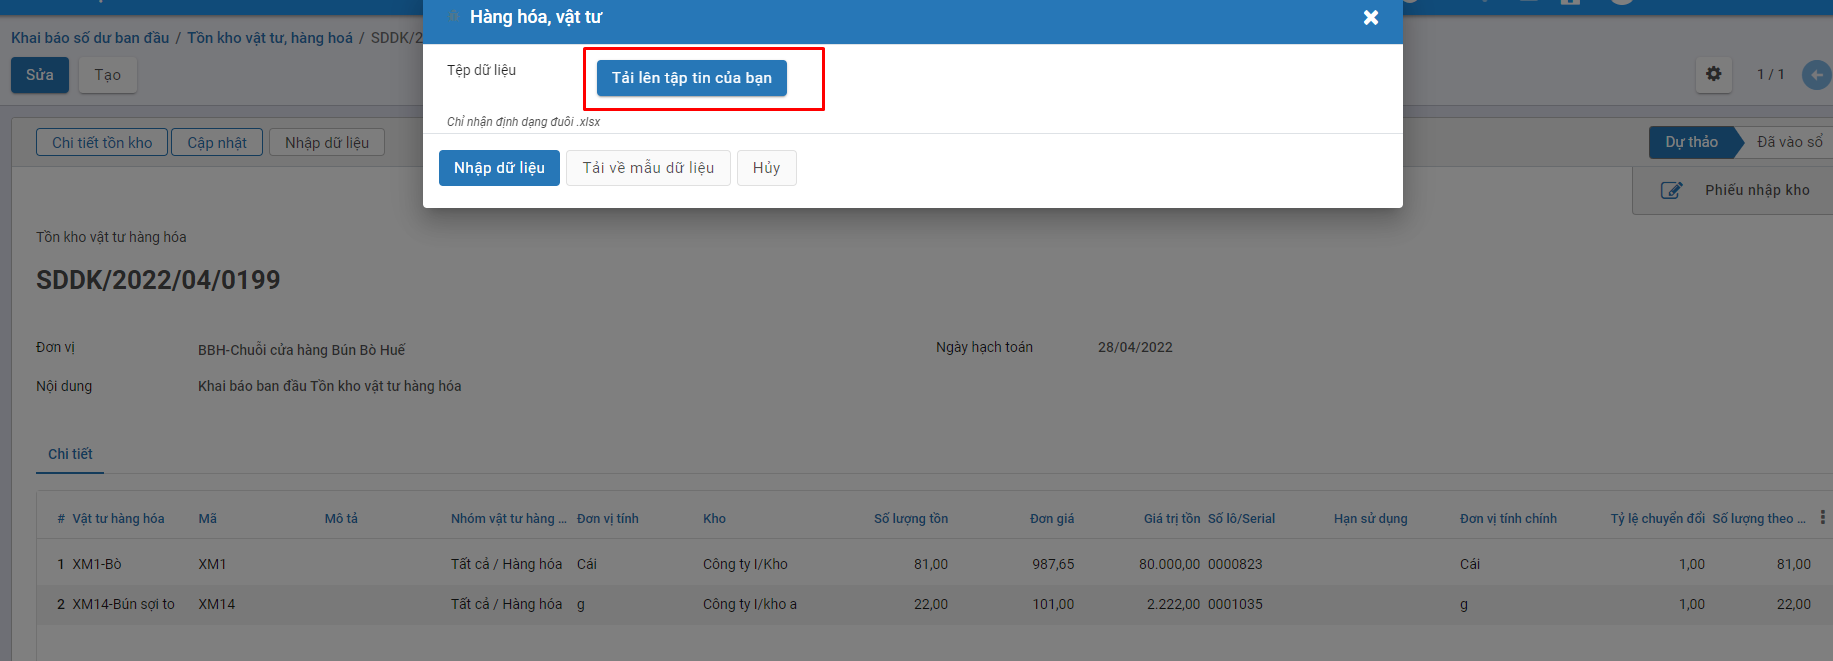 Hàng hóa, vật tư
Khai báo số dư ban đầu / Tồn kho vật tư, hàng hoá / SDDK/2
Sửa Tạo
Tệp dữ liệu Tải lên tập tin của bạn
1 / 1
Chỉ nhận định dạng đuôi .xlsx
Chi tiết tồn kho Cập nhật Nhập dữ liệu
Dự thảo Đã vào sổ
Nhập dữ liệu Tải về mẫu dữ liệu Hủy
Phiếu nhập kho
Tồn kho vật tư hàng hóa
SDDK/2022/04/0199
Đơn vị BBH-Chuỗi cửa hàng Bún Bò Huế Ngày hạch toán 28/04/2022
Nội dung Khai báo ban đầu Tồn kho vật tư hàng hóa
Chi tiết
# Vật tư hàng hóa Mã Mô tả Nhóm vật tư hàng ... Đơn vị tính Kho Số lượng tồn Đơn giá Giá trị tồn Số lô/Serial Hạn sử dụng Đơn vị tính chính Tỷ lệ chuyển đổi Số lượng theo ...
1 XM1-Bò XM1 Tất cả / Hàng hóa Cái Công ty I/Kho 81,00 987,65 80.000,00 0000823 Cái 1,00 81,00
2 XM14-Bún sợi to XM14 Tất cả / Hàng hóa g Công ty I/kho a 22,00 101,00 2.222,00 0001035 g 1,00 22,00